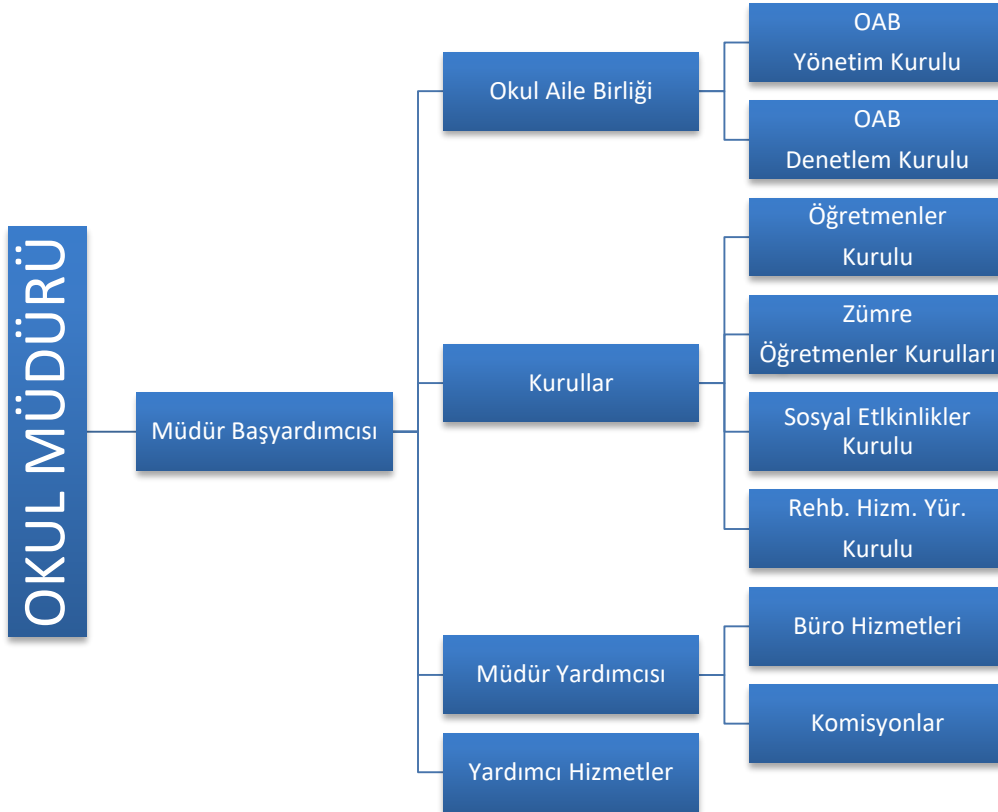 OKUL MÜDÜRÜ
Müdür Başyardımcısı
Okul Aile Birliği
OAB
Yönetim Kurulu
OAB
Denetlem Kurulu
Kurullar
Öğretmenler
Kurulu
Zümre
Öğretmenler Kurulları
Sosyal Etlkinlikler
Kurulu
Rehb. Hizm. Yür.
Kurulu
Müdür Yardımcısı
Büro Hizmetleri
Komisyonlar
Yardımcı Hizmetler